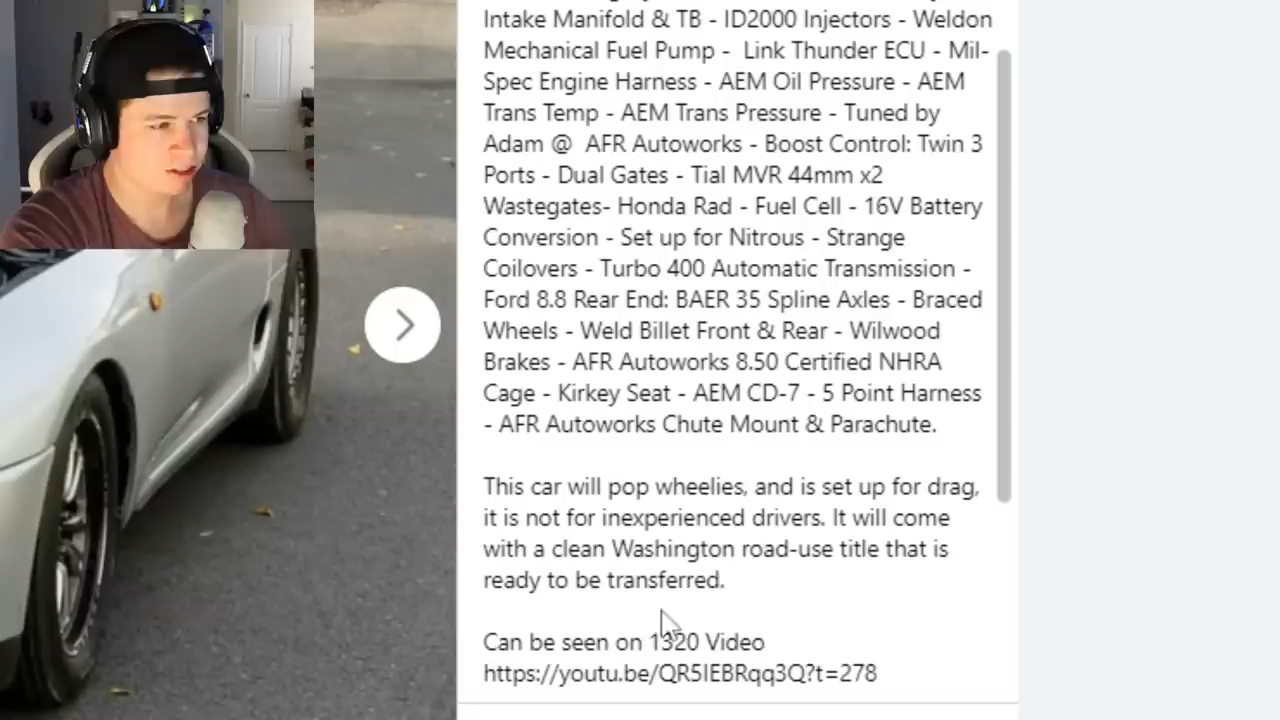 Intake Manifold & TB - ID2000 Injectors - Weldon
Mechanical Fuel Pump -  Link Thunder ECU - Mil-
Spec Engine Harness - AEM Oil Pressure - AEM
Trans Temp - AEM Trans Pressure - Tuned by
Adam @  AFR Autoworks - Boost Control: Twin 3
Ports - Dual Gates - Tial MVR 44mm x2
Wastegates- Honda Rad - Fuel Cell - 16V Battery
Conversion - Set up for Nitrous - Strange
Coilovers - Turbo 400 Automatic Transmission -
Ford 8.8 Rear End: BAER 35 Spline Axles - Braced
Wheels - Weld Billet Front & Rear - Wilwood
Brakes - AFR Autoworks 8.50 Certified NHRA
Cage - Kirkey Seat - AEM CD-7 - 5 Point Harness
- AFR Autoworks Chute Mount & Parachute.
This car will pop wheelies, and is set up for drag,
it is not for inexperienced drivers. It will come
with a clean Washington road-use title that is
ready to be transferred.
Can be seen on 1320 Video
https://youtu.be/QR5IEBRqq3Q?t=278